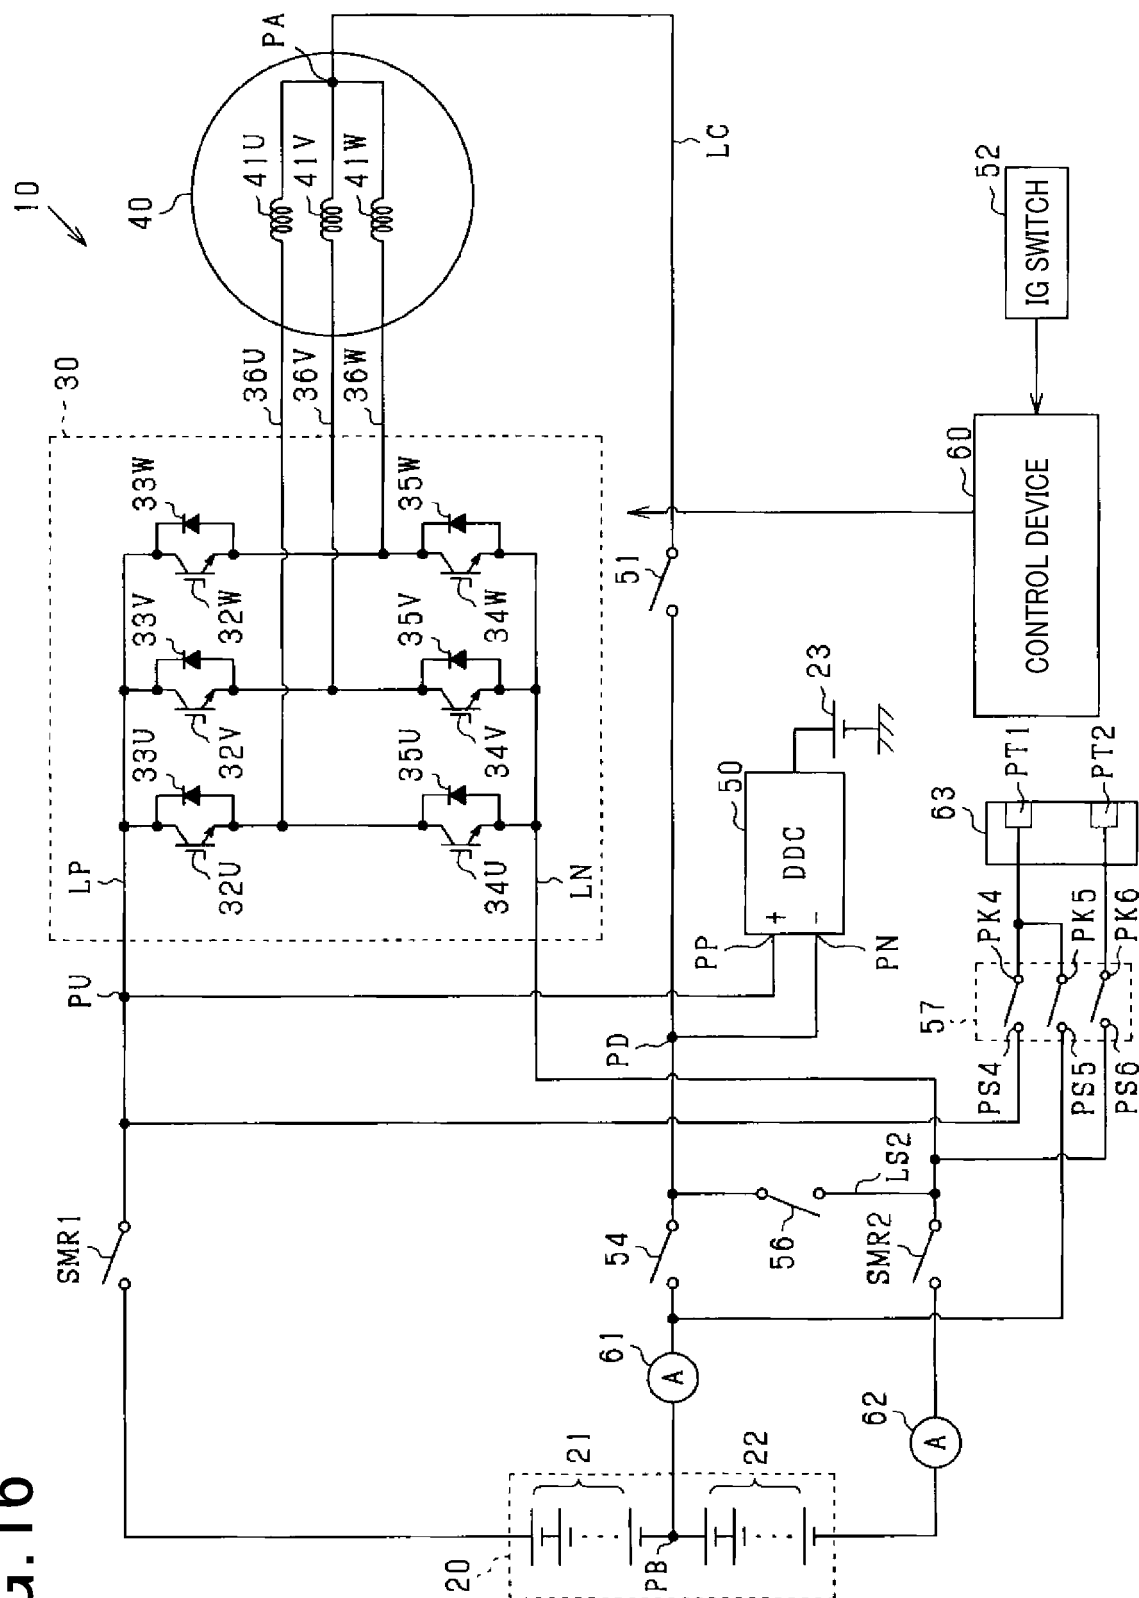 G. 16
10
40
PA
41U
41V
41W
36U
36V
36W
30
LC
52
IG SWITCH
60
CONTROL DEVICE
33W
33V
33U
32W
32V
32U
35W
35V
35U
34W
34V
34U
LP
LN
51
23
50
DDC
+
-
PP
PN
PU
PD
63
PT1
PT2
PK4
PK5
PK6
57
PS4
PS5
PS6
SMR1
54
56
LS2
SMR2
61
A
62
A
21
22
20
PB